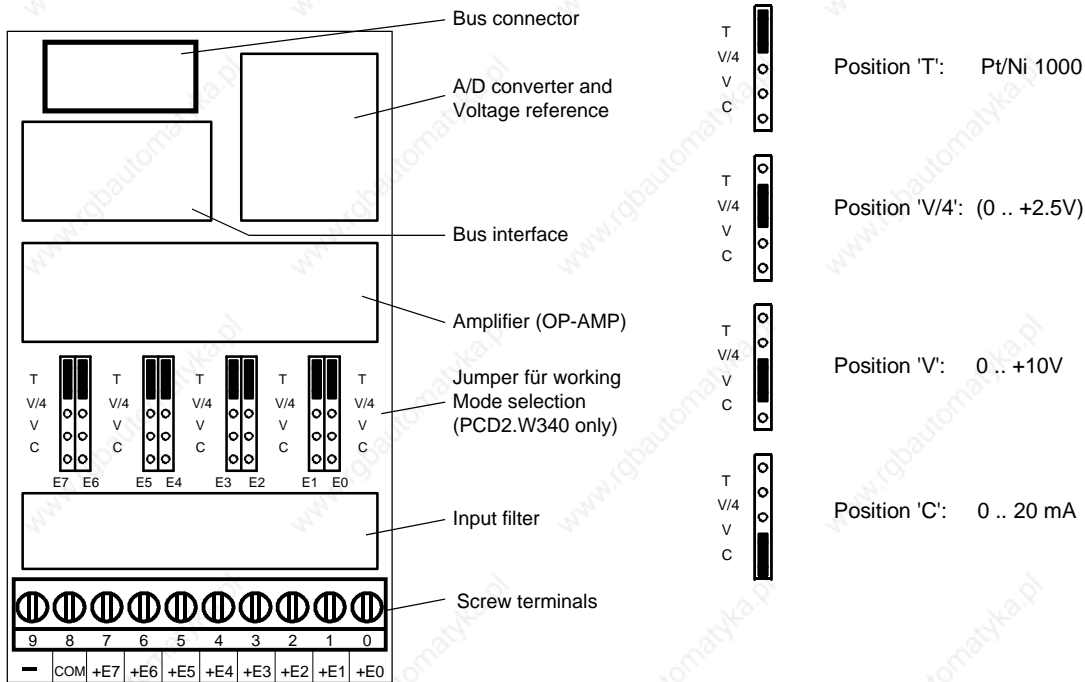 Bus connector
A/D converter and
Voltage reference
Bus interface
Amplifier (OP-AMP)
Jumper für working
Mode selection
(PCD2.W340 only)
T T T T T
V/4 V/4 V/4 V/4 V/4
V V V V V
C C C C C
E7 E6 E5 E4 E3 E2 E1 E0
Input filter
Screw terminals
9 8 7 6 5 4 3 2 1 0
– COM +E7 +E6 +E5 +E4 +E3 +E2 +E1 +E0
T
V/4
V
C
Position 'T': Pt/Ni 1000
T
V/4
V
C
Position 'V/4': (0 .. +2.5V)
T
V/4
V
C
Position 'V': 0 .. +10V
T
V/4
V
C
Position 'C': 0 .. 20 mA
www.rgbautomatyka.pl